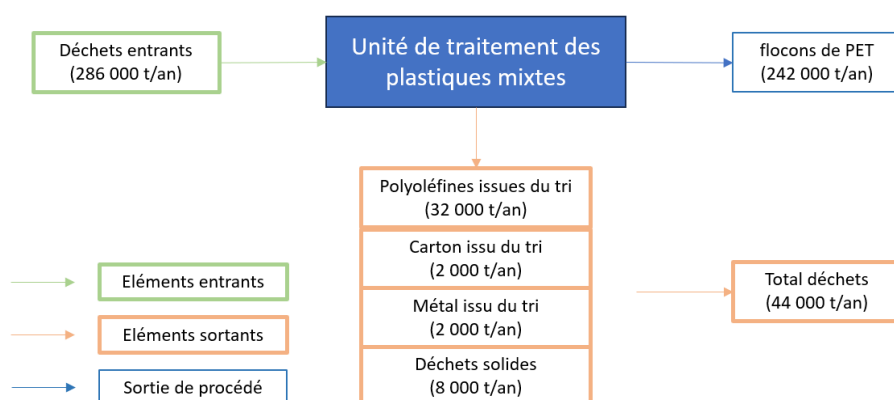 Déchets entrants
(286 000 t/an)
Unité de traitement des
plastiques mixtes
flocons de PET
(242 000 t/an)
Polyoléfines issues du tri
(32 000 t/an)
Carton issu du tri
(2 000 t/an)
Métal issu du tri
(2 000 t/an)
Déchets solides
(8 000 t/an)
Total déchets
(44 000 t/an)
Eléments entrants
Eléments sortants
Sortie de procédé